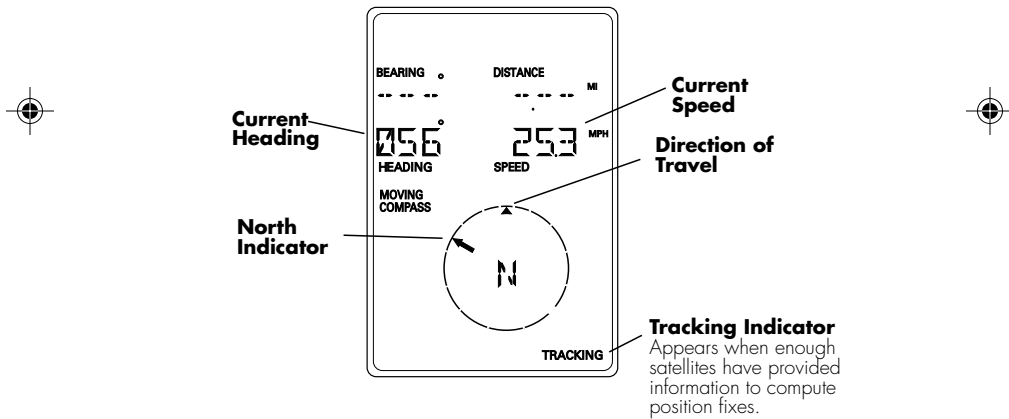 BEARING ° DISTANCE
-- -- -- -- -- -- MI
Current Speed
Current Heading
056° 25.3 MPH
HEADING SPEED
Direction of Travel
MOVING COMPASS
North Indicator
N
Tracking Indicator
Appears when enough
satellites have provided
information to compute
position fixes.
TRACKING